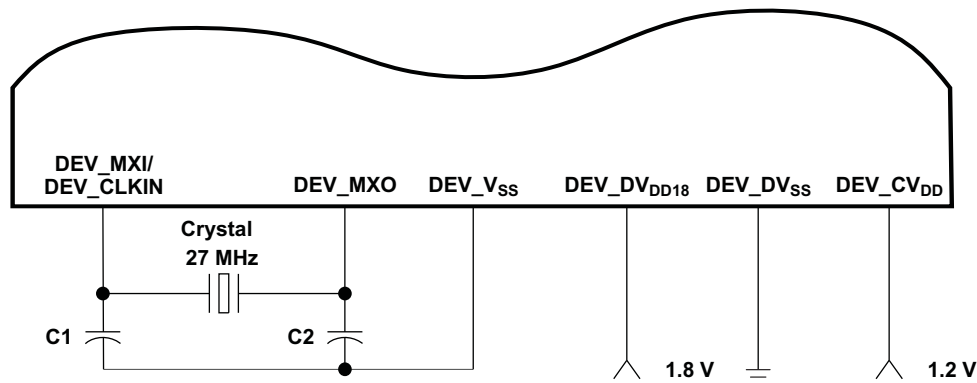 DEV_MXI/
DEV_CLKIN
DEV_MXO
DEV_VSS
DEV_DVDD18
DEV_DVSS
DEV_CVDD
Crystal
27 MHz
C1
C2
1.8 V
1.2 V